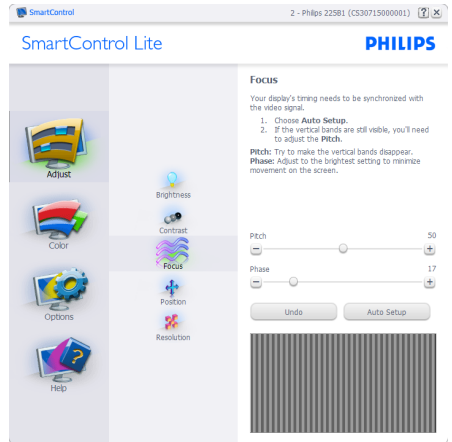 SmartControl
2 - Philips 225B1 (CS30715000001)
SmartControl Lite
PHILIPS
Adjust
Color
Options
Help
Brightness
Contrast
Focus
Position
Resolution
Focus
Your display's timing needs to be synchronized with
the video signal.
1. Choose Auto Setup.
2. If the vertical bands are still visible, you'll need
to adjust the Pitch.
Pitch: Try to make the vertical bands disappear.
Phase: Adjust to the brightest setting to minimize
movement on the screen.
Pitch 50
Phase 17
Undo Auto Setup